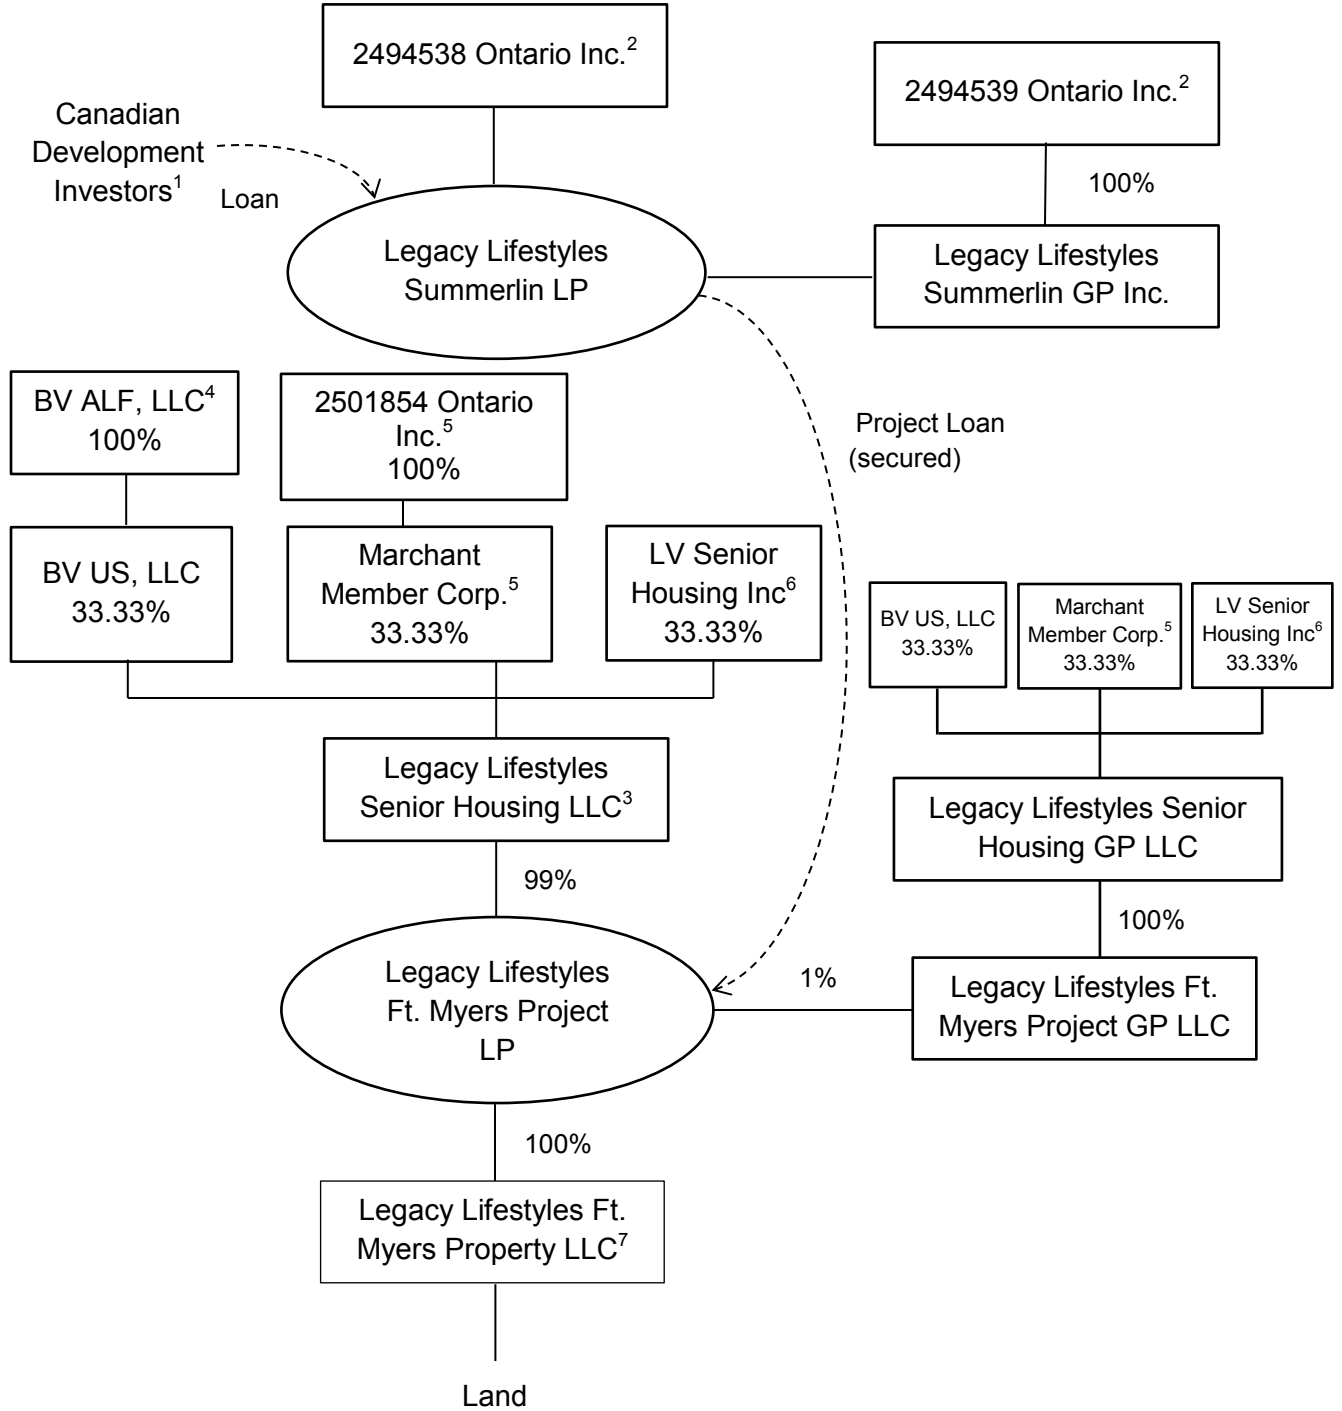 2494538 Ontario Inc.2
2494539 Ontario Inc.2
Canadian
Development
Investors1
Loan
100%
Legacy Lifestyles
Summerlin LP
Legacy Lifestyles
Summerlin GP Inc.
BV ALF, LLC4
100%
2501854 Ontario
Inc.5
100%
Project Loan
(secured)
BV US, LLC
33.33%
Marchant
Member Corp.5
33.33%
LV Senior
Housing Inc6
33.33%
BV US, LLC
33.33%
Marchant
Member Corp.5
33.33%
LV Senior
Housing Inc6
33.33%
Legacy Lifestyles
Senior Housing LLC3
Legacy Lifestyles Senior
Housing GP LLC
99%
100%
Legacy Lifestyles
Ft. Myers Project
LP
1%
Legacy Lifestyles Ft.
Myers Project GP LLC
100%
Legacy Lifestyles Ft.
Myers Property LLC7
Land